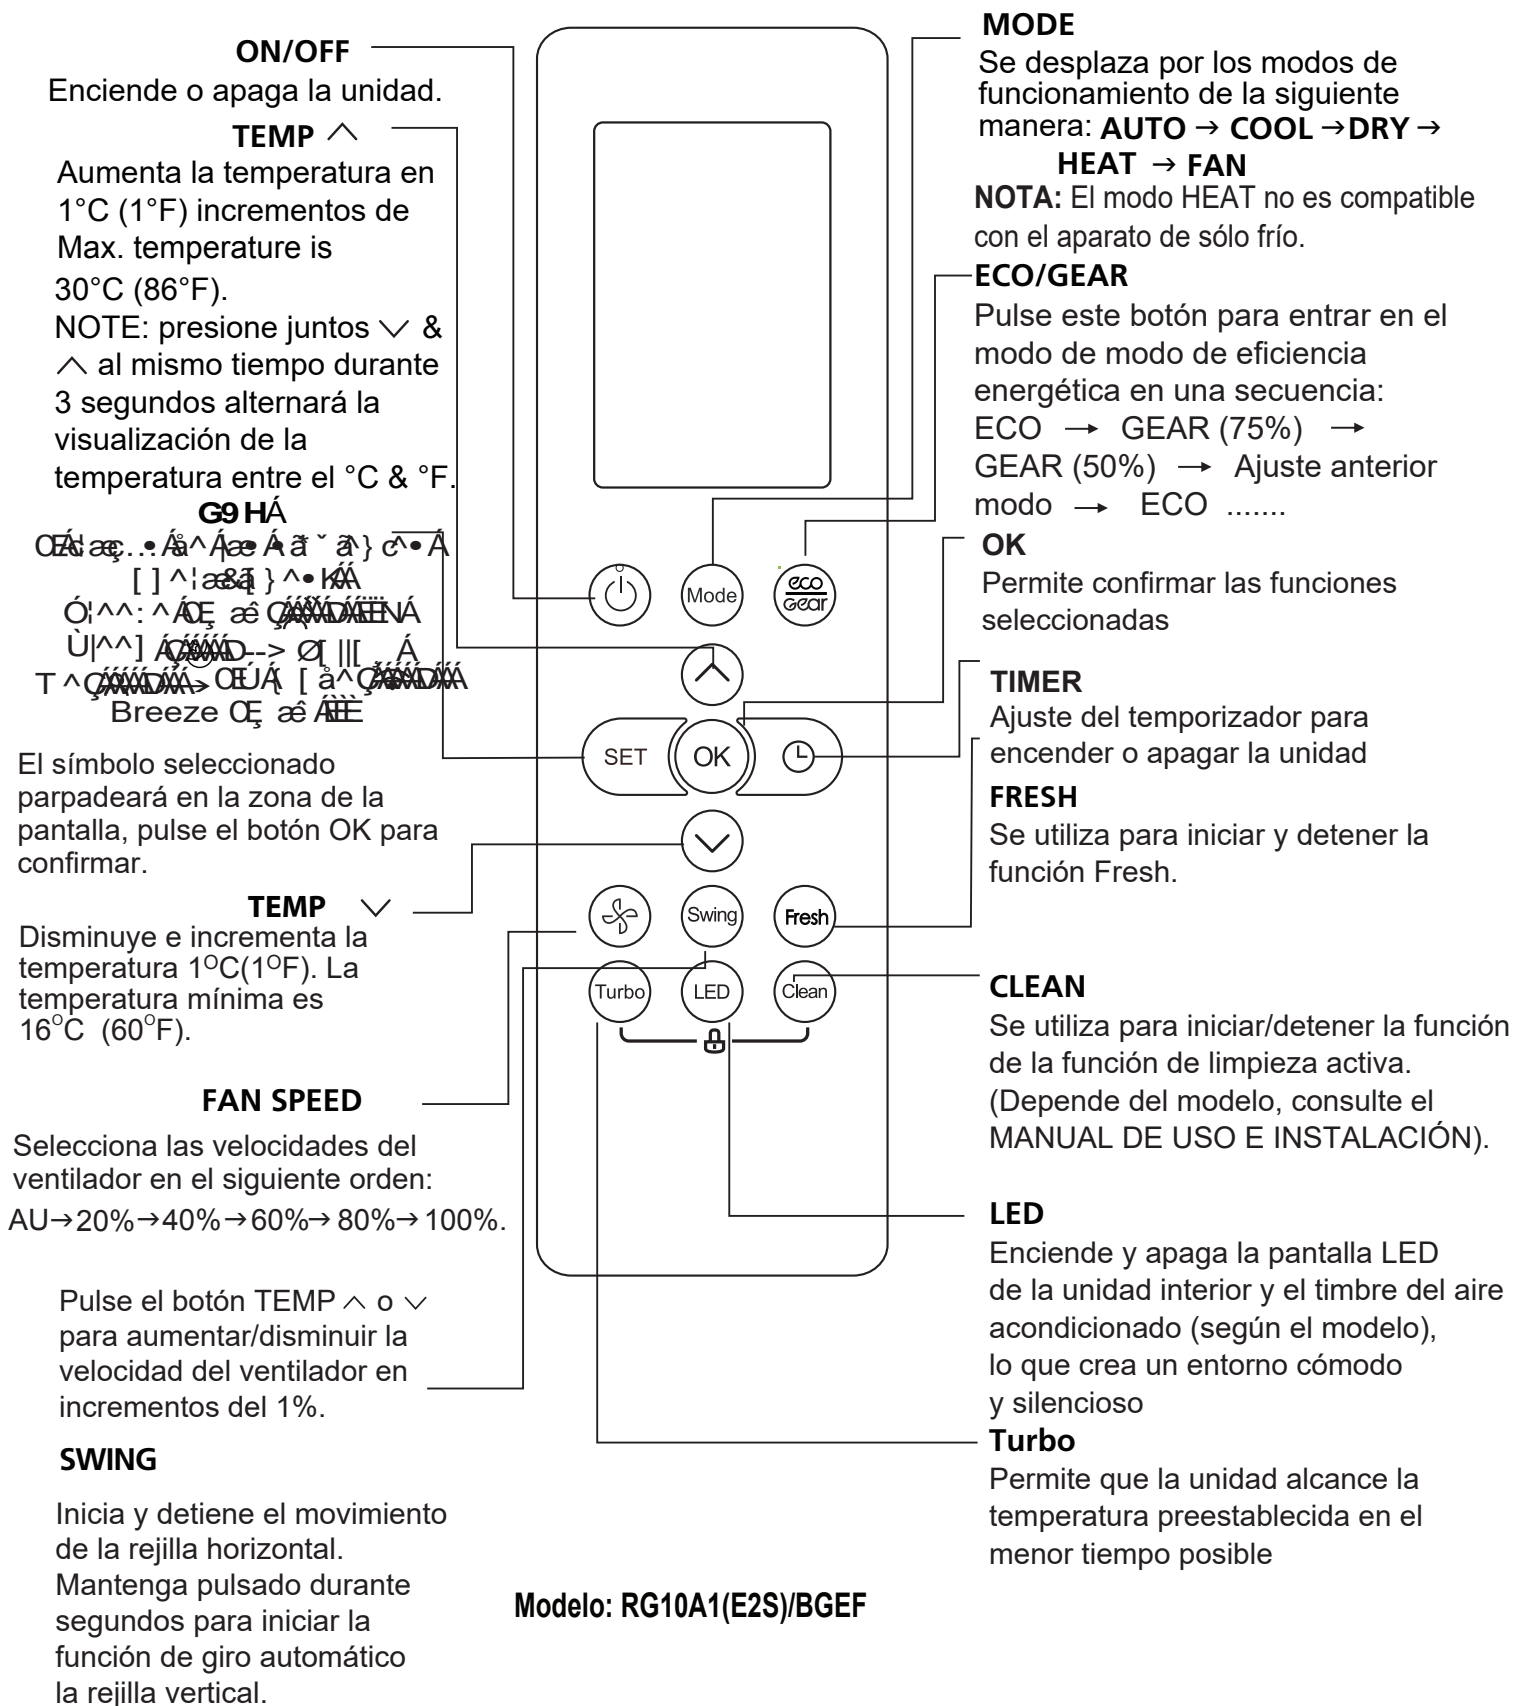 ON/OFF
Enciende o apaga la unidad.
TEMP
Aumenta la temperatura en
1°C (1°F) incrementos de
Max. temperature is
30°C (86°F).
NOTE: presione juntos &
al mismo tiempo durante
3 segundos alternará la
visualización de la
temperatura entre el °C & °F.
Breeze
El símbolo seleccionado
parpadeará en la zona de la
pantalla, pulse el botón OK para
confirmar.
TEMP
Disminuye e incrementa la
temperatura 1°C(1°F). La
temperatura mínima es
16°C (60°F).
FAN SPEED
Selecciona las velocidades del
ventilador en el siguiente orden:
AU→20%→40%→60%→80%→100%.
Pulse el botón TEMP o
para aumentar/disminuir la
velocidad del ventilador en
incrementos del 1%.
SWING
Inicia y detiene el movimiento
de la rejilla horizontal.
Mantenga pulsado durante
segundos para iniciar la
función de giro automático
la rejilla vertical.
Mode
eco
Gear
SET
OK
Swing
Fresh
Turbo
LED
Clean
Modelo: RG10A1(E2S)/BGEF
MODE
Se desplaza por los modos de
funcionamiento de la siguiente
manera: AUTO → COOL →DRY→
HEAT → FAN
NOTA: El modo HEAT no es compatible
con el aparato de sólo frío.
ECO/GEAR
Pulse este botón para entrar en el
modo de modo de eficiencia
energética en una secuencia:
ECO → GEAR (75%) →
GEAR (50%) → Ajuste anterior
modo → ECO .......
OK
Permite confirmar las funciones
seleccionadas
TIMER
Ajuste del temporizador para
encender o apagar la unidad
FRESH
Se utiliza para iniciar y detener la
función Fresh.
CLEAN
Se utiliza para iniciar/detener la función
de la función de limpieza activa.
(Depende del modelo, consulte el
MANUAL DE USO E INSTALACIÓN).
LED
Enciende y apaga la pantalla LED
de la unidad interior y el timbre del aire
acondicionado (según el modelo),
lo que crea un entorno cómodo
y silencioso
Turbo
Permite que la unidad alcance la
temperatura preestablecida en el
menor tiempo posible